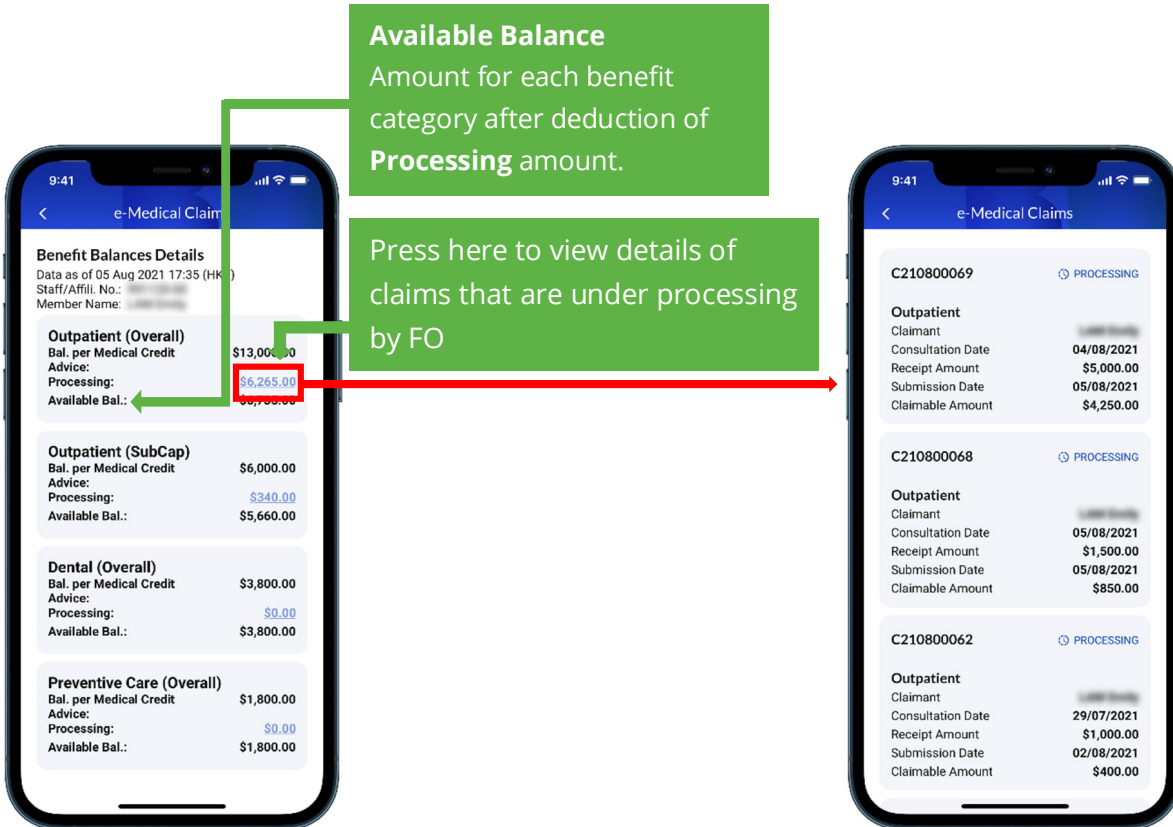 Available Balance
Amount for each benefit
category after deduction of
Processing amount.
Press here to view details of
claims that are under processing
by FO
9:41
e-Medical Claim
Benefit Balances Details
Data as of 05 Aug 2021 17:35 (HK
Staff/Affili. No.:
Member Name:
Outpatient (Overall)
Bal. per Medical Credit
Advice:
Processing: $6,265.00
Available Bal.:
Outpatient (SubCap)
Bal. per Medical Credit $6,000.00
Advice:
Processing: $340.00
Available Bal.: $5,660.00
Dental (Overall)
Bal. per Medical Credit $3,800.00
Advice:
Processing: $0.00
Available Bal.: $3,800.00
Preventive Care (Overall)
Bal. per Medical Credit $1,800.00
Advice:
Processing: $0.00
Available Bal.: $1,800.00
9:41
e-Medical Claims
C210800069 PROCESSING
Outpatient
Claimant
Consultation Date 04/08/2021
Receipt Amount $5,000.00
Submission Date 05/08/2021
Claimable Amount $4,250.00
C210800068 PROCESSING
Outpatient
Claimant
Consultation Date 05/08/2021
Receipt Amount $1,500.00
Submission Date 05/08/2021
Claimable Amount $850.00
C210800062 PROCESSING
Outpatient
Claimant
Consultation Date 29/07/2021
Receipt Amount $1,000.00
Submission Date 02/08/2021
Claimable Amount $400.00